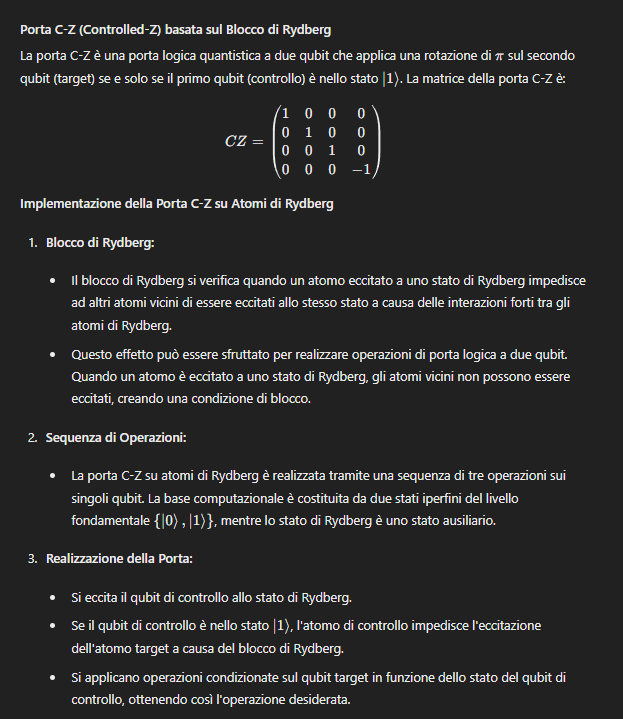 Porta C-Z (Controlled-Z) basata sul Blocco di Rydberg
La porta C-Z è una porta logica quantistica a due qubit che applica una rotazione di π sul secondo
qubit (target) se e solo se il primo qubit (controllo) è nello stato |1⟩. La matrice della porta C-Z è:
CZ =
1 0 0 0
0 1 0 0
0 0 1 0
0 0 0 −1
Implementazione della Porta C-Z su Atomi di Rydberg
1. Blocco di Rydberg:
• Il blocco di Rydberg si verifica quando un atomo eccitato a uno stato di Rydberg impedisce
ad altri atomi vicini di essere eccitati allo stesso stato a causa delle interazioni forti tra gli
atomi di Rydberg.
• Questo effetto può essere sfruttato per realizzare operazioni di porta logica a due qubit.
Quando un atomo è eccitato a uno stato di Rydberg, gli atomi vicini non possono essere
eccitati, creando una condizione di blocco.
2. Sequenza di Operazioni:
• La porta C-Z su atomi di Rydberg è realizzata tramite una sequenza di tre operazioni sui
singoli qubit. La base computazionale è costituita da due stati iperfini del livello
fondamentale {|0⟩ , |1⟩}, mentre lo stato di Rydberg è uno stato ausiliario.
3. Realizzazione della Porta:
• Si eccita il qubit di controllo allo stato di Rydberg.
• Se il qubit di controllo è nello stato |1⟩, l'atomo di controllo impedisce l'eccitazione
dell'atomo target a causa del blocco di Rydberg.
• Si applicano operazioni condizionate sul qubit target in funzione dello stato del qubit di
controllo, ottenendo così l'operazione desiderata.